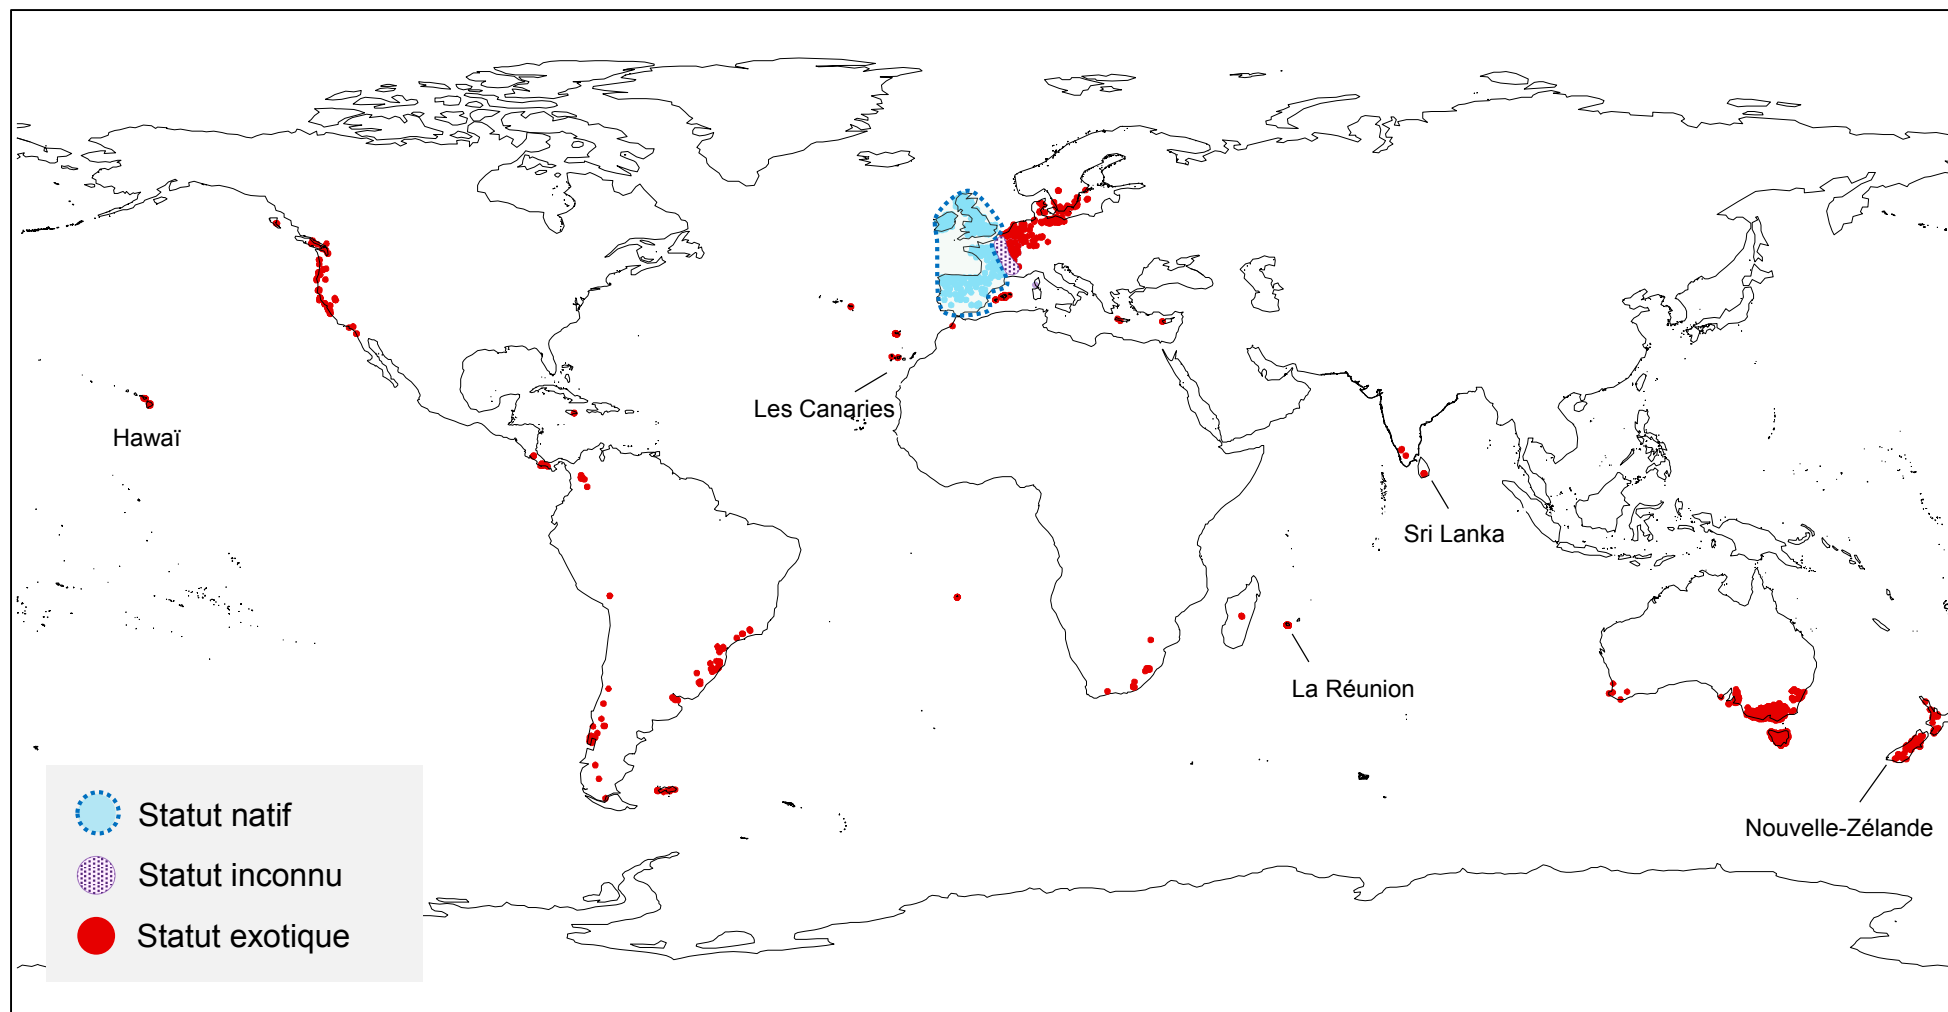 Les Canaries
Hawaï
Sri Lanka
La Réunion
Nouvelle-Zélande
Statut natif
Statut inconnu
Statut exotique